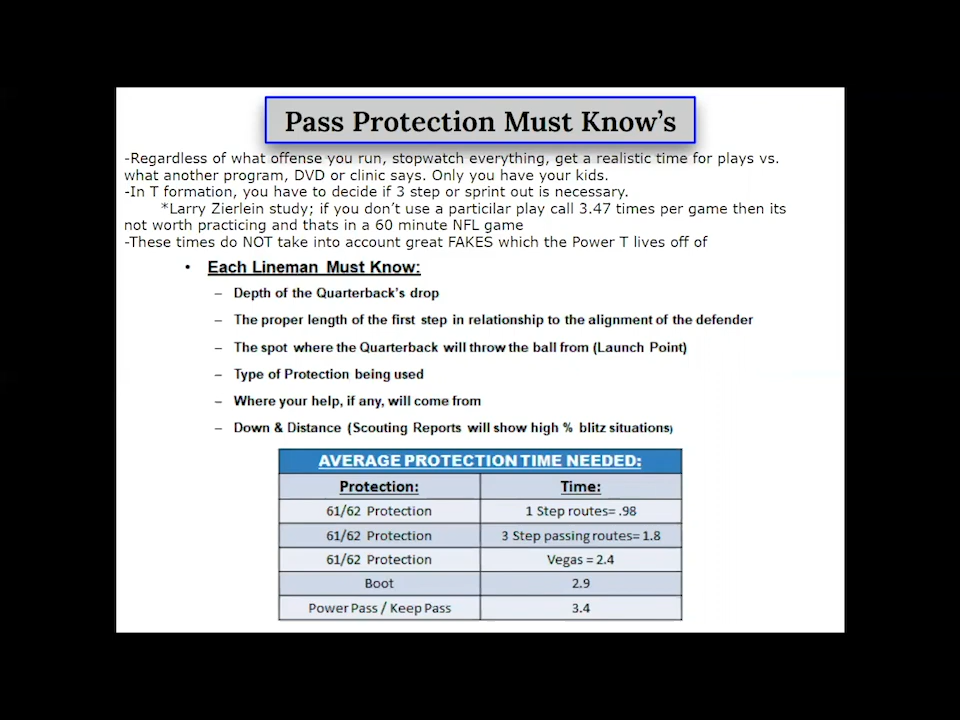 Pass Protection Must Know's
-Regardless of what offense you run, stopwatch everything, get a realistic time for plays vs.
what another program, DVD or clinic says. Only you have your kids.
-In T formation, you have to decide if 3 step or sprint out is necessary.
*Larry Zierlein study; if you don't use a particilar play call 3.47 times per game then its
not worth practicing and thats in a 60 minute NFL game
-These times do NOT take into account great FAKES which the Power T lives off of
• Each Lineman Must Know:
– Depth of the Quarterback's drop
– The proper length of the first step in relationship to the alignment of the defender
– The spot where the Quarterback will throw the ball from (Launch Point)
– Type of Protection being used
– Where your help, if any, will come from
– Down & Distance (Scouting Reports will show high % blitz situations)
AVERAGE PROTECTION TIME NEEDED:
Protection: Time:
61/62 Protection 1 Step routes= .98
61/62 Protection 3 Step passing routes= 1.8
61/62 Protection Vegas = 2.4
Boot 2.9
Power Pass / Keep Pass 3.4